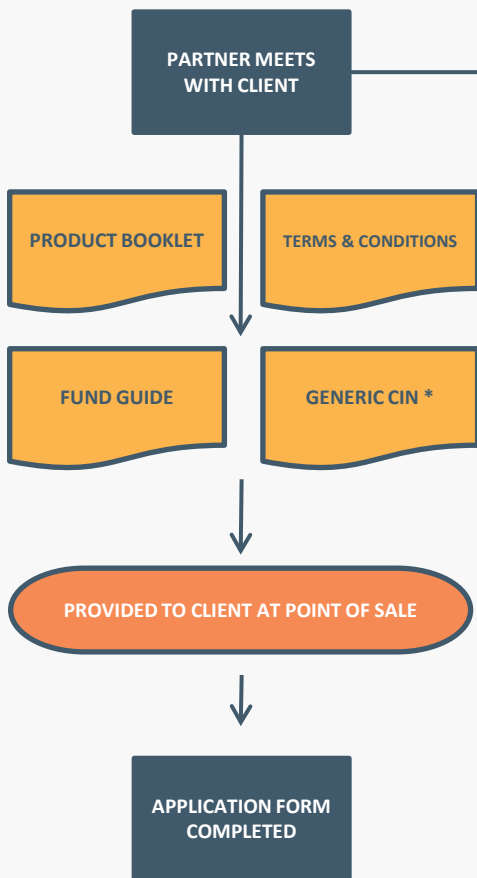 PARTNER MEETS
WITH CLIENT
PRODUCT BOOKLET
TERMS & CONDITIONS
FUND GUIDE
GENERIC CIN *
PROVIDED TO CLIENT AT POINT OF SALE
APPLICATION FORM
COMPLETED